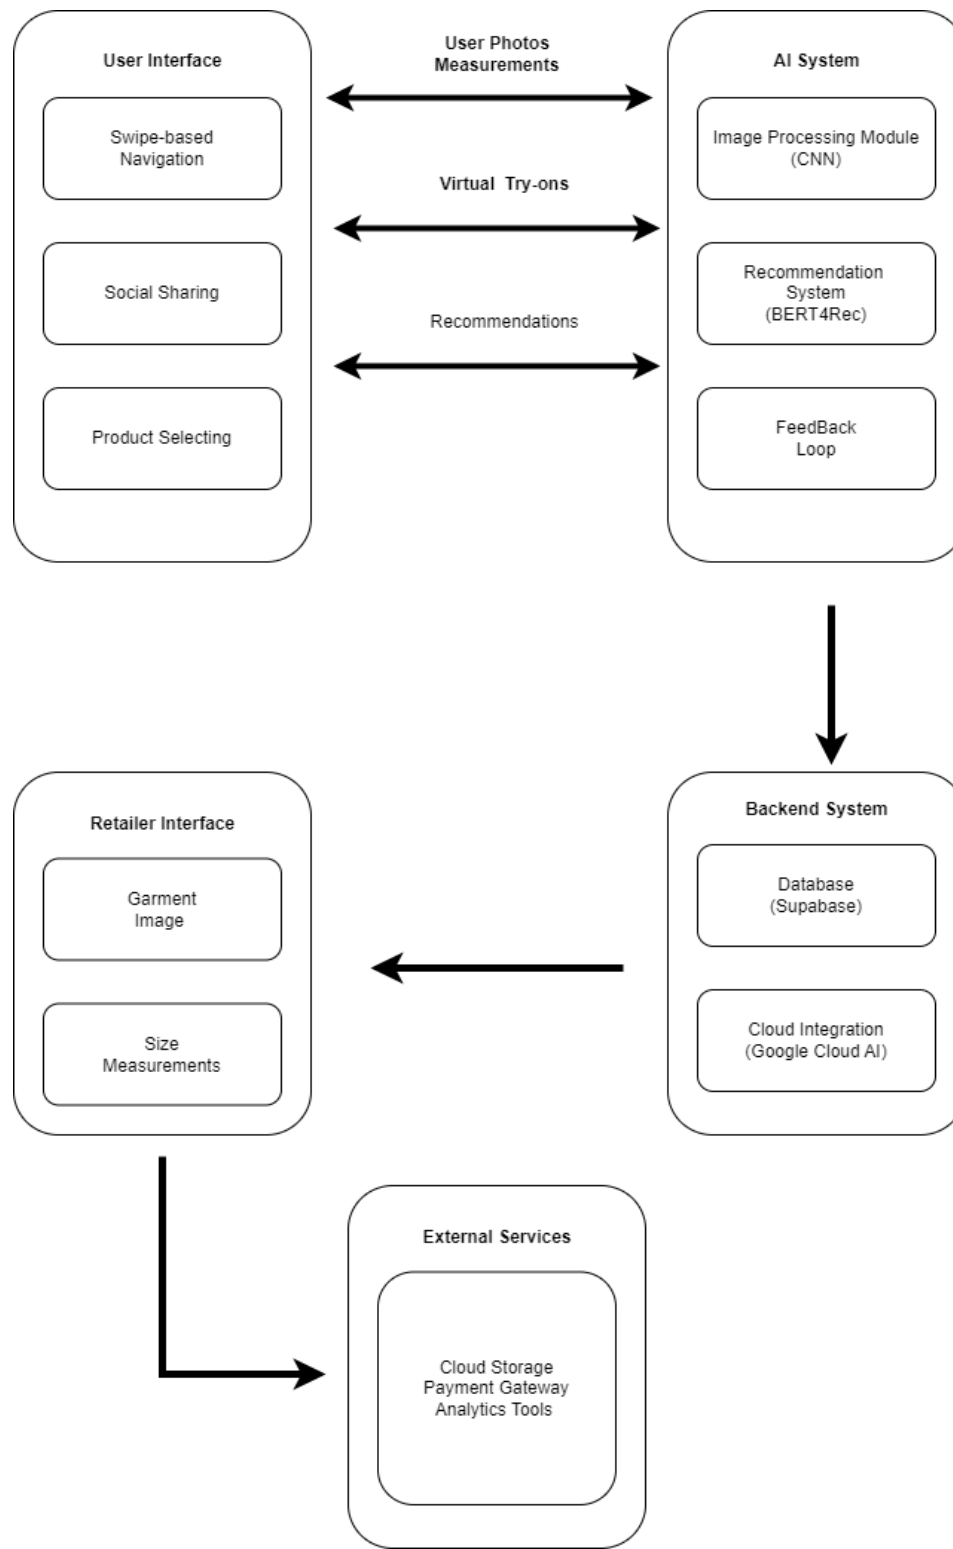 User Interface
Swipe-based
Navigation
Social Sharing
Product Selecting
User Photos
Measurements
Virtual Try-ons
Recommendations
AI System
Image Processing Module
(CNN)
Recommendation
System
(BERT4Rec)
FeedBack
Loop
Retailer Interface
Garment
Image
Size
Measurements
Backend System
Database
(Supabase)
Cloud Integration
(Google Cloud AI)
External Services
Cloud Storage
Payment Gateway
Analytics Tools